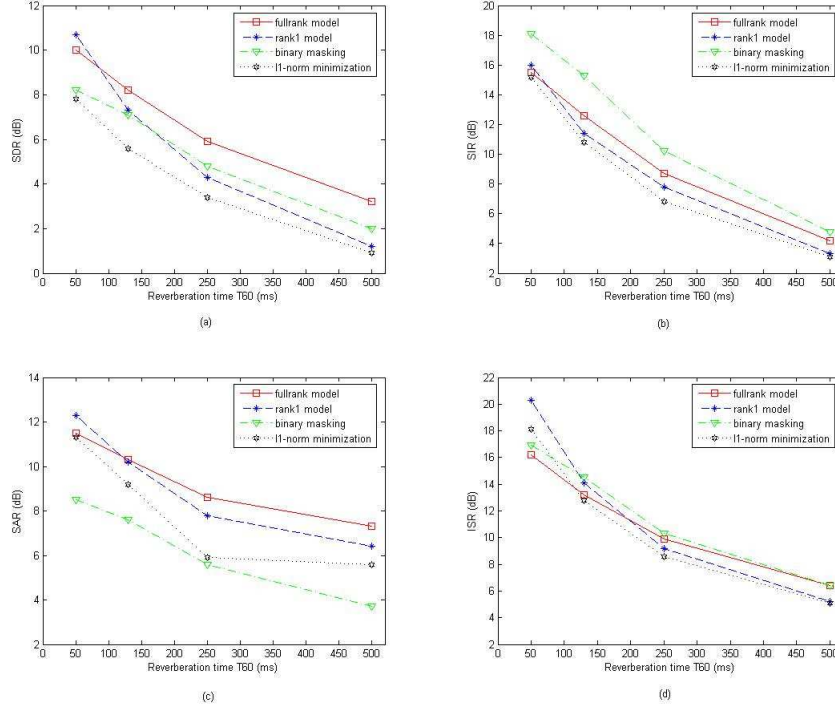 12
10
8
6
4
2
0
SDR (dB)
fullrank model
rank1 model
binary masking
l1-norm minimization
0 50 100 150 200 250 300 350 400 450 500
Reverberation time T60 (ms)
(a)
20
18
16
14
12
10
8
6
4
2
SIR (dB)
fullrank model
rank1 model
binary masking
l1-norm minimization
0 50 100 150 200 250 300 350 400 450 500
Reverberation time T60 (ms)
(b)
14
12
10
8
6
4
2
SAR (dB)
fullrank model
rank1 model
binary masking
l1-norm minimization
0 50 100 150 200 250 300 350 400 450 500
Reverberation time T60 (ms)
(c)
22
20
18
16
14
12
10
8
6
4
2
ISR (dB)
fullrank model
rank1 model
binary masking
l1-norm minimization
0 50 100 150 200 250 300 350 400 450 500
Reverberation time T60 (ms)
(d)